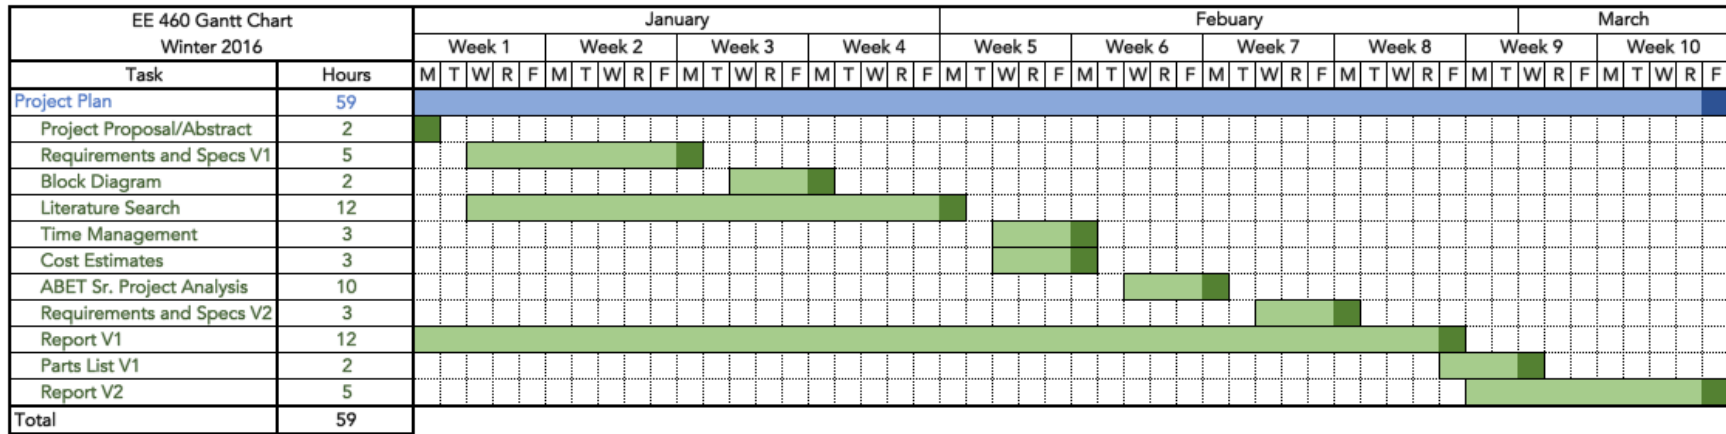 EE 460 Gantt Chart January Febuary March
Winter 2016 Week 1 Week 2 Week 3 Week 4 Week 5 Week 6 Week 7 Week 8 Week 9 Week 10
Task Hours M T W R F M T W R F M T W R F M T W R F M T W R F M T W R F M T W R F M T W R F M T W R F M T W R F
Project Plan 59
Project Proposal/Abstract 2
Requirements and Specs V1 5
Block Diagram 2
Literature Search 12
Time Management 3
Cost Estimates 3
ABET Sr. Project Analysis 10
Requirements and Specs V2 3
Report V1 12
Parts List V1 2
Report V2 5
Total 59